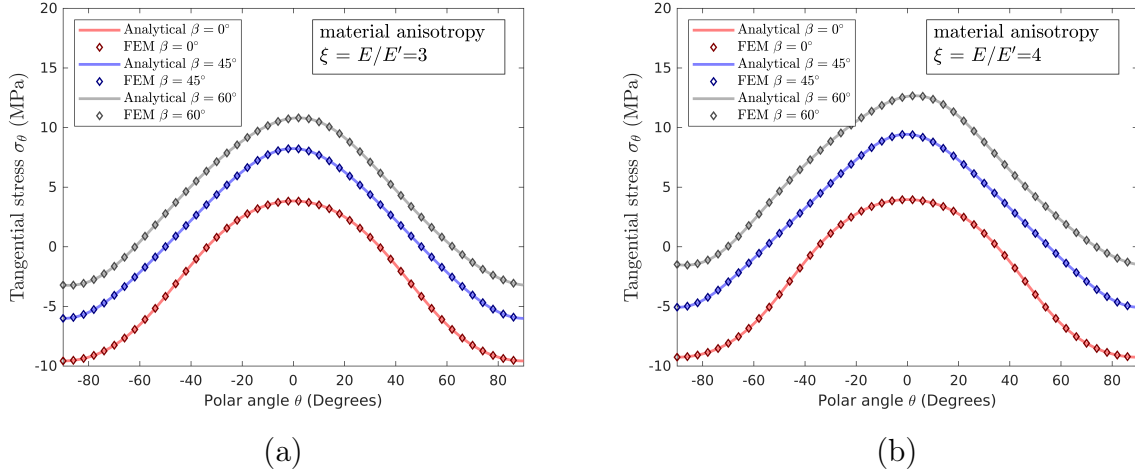 Analytical β = 0°
FEM β = 0°
Analytical β = 45°
FEM β = 45°
Analytical β = 60°
FEM β = 60°
material anisotropy
ξ = E/E′=3
20
15
10
5
0
-5
-10
-80
-60
-40
-20
0
20
40
60
80
Tangential stress σθ (MPa)
Polar angle θ (Degrees)
(a)
Analytical β = 0°
FEM β = 0°
Analytical β = 45°
FEM β = 45°
Analytical β = 60°
FEM β = 60°
material anisotropy
ξ = E/E′=4
20
15
10
5
0
-5
-10
-80
-60
-40
-20
0
20
40
60
80
Tangential stress σθ (MPa)
Polar angle θ (Degrees)
(b)